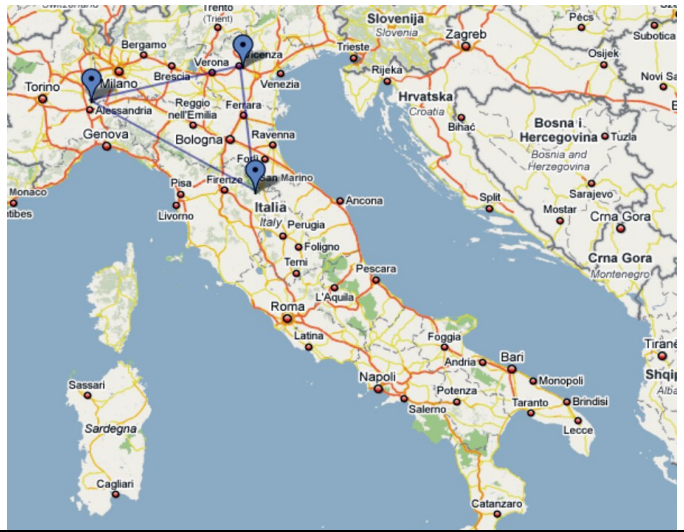 Switzerland
Trento
(Trient)
Slovenija
Slovenia
Zagreb
Pécs
Subotica
Bergamo
Vicenza
Trieste
Osijek
Milano
Brescia
Verona
Venezia
Rijeka
Novi Sa
Torino
Alessandria
Reggio
nell'Emilia
Ferrara
Hrvatska
Croatia
Bihać
Bosna i
Hercegovina
Tuzla
Genova
Bologna
Ravenna
Bosnia and
Herzegovina
Forlì
Monaco
Pisa
Firenze
San Marino
Sarajevo
tibes
Livorno
Italia
Italy
Ancona
Split
Mostar
Crna Gora
Perugia
Foligno
Terni
Crna Gora
Montenegro
Pescara
L'Aquila
Roma
Latina
Foggia
Tiranë
Bari
Andria
Shqip
Alba
Sassari
Napoli
Potenza
Monopoli
Salerno
Taranto
Brindisi
Sardegna
Lecce
Cagliari
Catanzaro